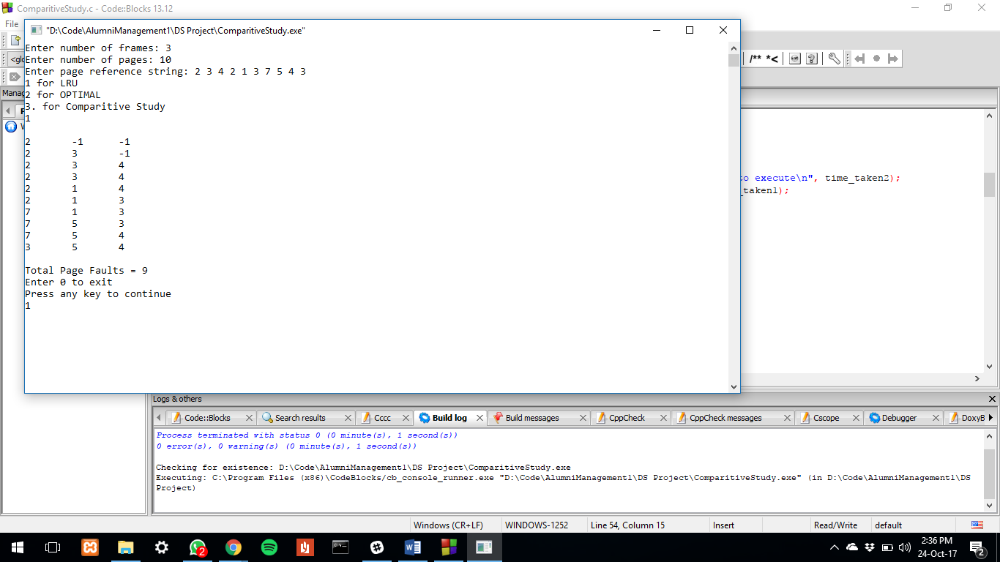 ComparitiveStudy.c - Code::Blocks 13.12
File
"D:\Code\AlumniManagement1\DS Project\ComparitiveStudy.exe"
Enter number of frames: 3
Enter number of pages: 10
Enter page reference string: 2 3 4 2 1 3 7 5 4 3
1 for LRU
2 for OPTIMAL
3. for Comparitive Study
1
2 -1 -1
2 3 -1
2 3 4
2 3 4
2 1 4
2 1 3
7 1 3
7 5 3
7 5 4
3 5 4
Total Page Faults = 9
Enter 0 to exit
Press any key to continue
1
/** *<
<glo
Manag
to execute\n", time_taken2);
_taken1);
Logs & others
Code::Blocks Search results Cccc Build log Build messages CppCheck CppCheck messages Cscope Debugger DoxyB
Process terminated with status 0 (0 minute(s), 1 second(s))
0 error(s), 0 warning(s) (0 minute(s), 1 second(s))
Checking for existence: D:\Code\AlumniManagement1\DS Project\ComparitiveStudy.exe
Executing: C:\Program Files (x86)\CodeBlocks/cb_console_runner.exe "D:\Code\AlumniManagement1\DS Project\ComparitiveStudy.exe" (in D:\Code\AlumniManagement1\DS
Project)
Windows (CR+LF) WINDOWS-1252 Line 54, Column 15 Insert Read/Write default
2
2:36 PM
24-Oct-17
2